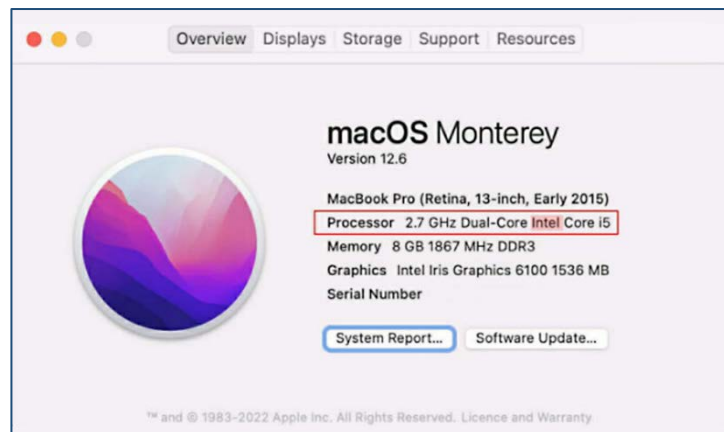 Overview Displays Storage Support Resources
macOS Monterey
Version 12.6
MacBook Pro (Retina, 13-inch, Early 2015)
Processor 2.7 GHz Dual-Core Intel Core i5
Memory 8 GB 1867 MHz DDR3
Graphics Intel Iris Graphics 6100 1536 MB
Serial Number
System Report... Software Update...
™ and © 1983-2022 Apple Inc. All Rights Reserved. Licence and Warranty